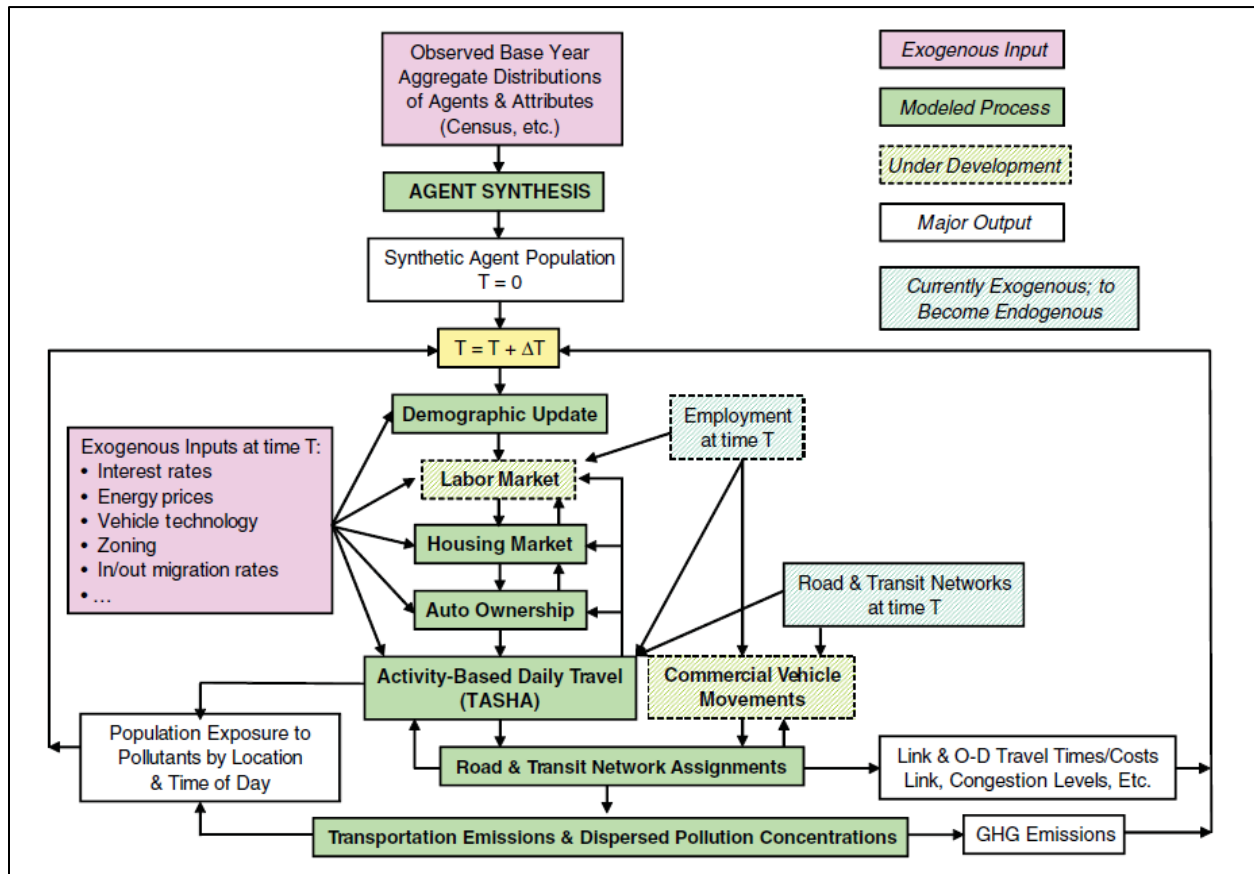 Observed Base Year
Aggregate Distributions
of Agents & Attributes
(Census, etc.)
Exogenous Input
Modeled Process
Under Development
Major Output
Currently Exogenous; to
Become Endogenous
AGENT SYNTHESIS
Synthetic Agent Population
T = 0
T = T + ΔT
Demographic Update
Employment
at time T
Exogenous Inputs at time T:
• Interest rates
• Energy prices
• Vehicle technology
• Zoning
• In/out migration rates
• …
Labor Market
Housing Market
Auto Ownership
Road & Transit Networks
at time T
Activity-Based Daily Travel
(TASHA)
Commercial Vehicle
Movements
Population Exposure to
Pollutants by Location
& Time of Day
Road & Transit Network Assignments
Link & O-D Travel Times/Costs
Link, Congestion Levels, Etc.
Transportation Emissions & Dispersed Pollution Concentrations
GHG Emissions